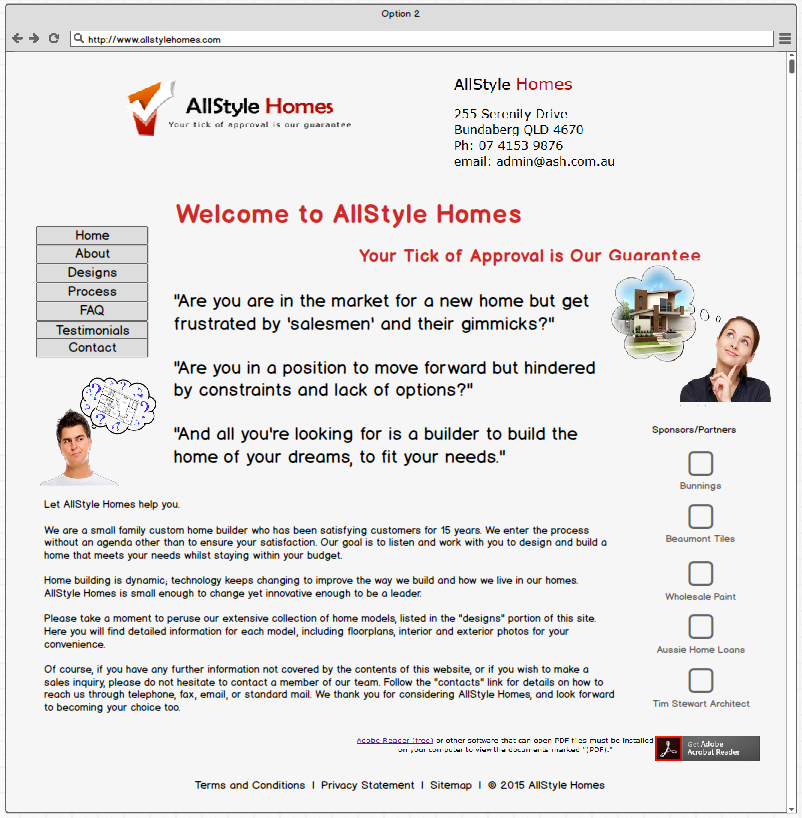 Option 2
http://www.allstylehomes.com
AllStyle Homes
Your tick of approval is our guarantee
AllStyle Homes
255 Serenity Drive
Bundaberg QLD 4670
Ph: 07 4153 9876
email: admin@ash.com.au
Welcome to AllStyle Homes
Your Tick of Approval is Our Guarantee
Home
About
Designs
Process
FAQ
Testimonials
Contact
"Are you are in the market for a new home but get
frustrated by 'salesmen' and their gimmicks?"
"Are you in a position to move forward but hindered
by constraints and lack of options?"
"And all you're looking for is a builder to build the
home of your dreams, to fit your needs."
Let AllStyle Homes help you.
We are a small family custom home builder who has been satisfying customers for 15 years. We enter the process
without an agenda other than to ensure your satisfaction. Our goal is to listen and work with you to design and build a
home that meets your needs whilst staying within your budget.
Home building is dynamic; technology keeps changing to improve the way we build and how we live in our homes.
AllStyle Homes is small enough to change yet innovative enough to be a leader.
Please take a moment to peruse our extensive collection of home models, listed in the "designs" portion of this site.
Here you will find detailed information for each model, including floorplans, interior and exterior photos for your
convenience.
Of course, if you have any further information not covered by the contents of this website, or if you wish to make a
sales inquiry, please do not hesitate to contact a member of our team. Follow the "contacts" link for details on how to
reach us through telephone, fax, email, or standard mail. We thank you for considering AllStyle Homes, and look forward
to becoming your choice too.
Sponsors/Partners
Bunnings
Beaumont Tiles
Wholesale Paint
Aussie Home Loans
Tim Stewart Architect
Adobe Reader (free) or other software that can open PDF files must be installed
on your computer to view the documents marked "(PDF)."
Get Adobe
Acrobat Reader
Terms and Conditions | Privacy Statement | Sitemap | © 2015 AllStyle Homes